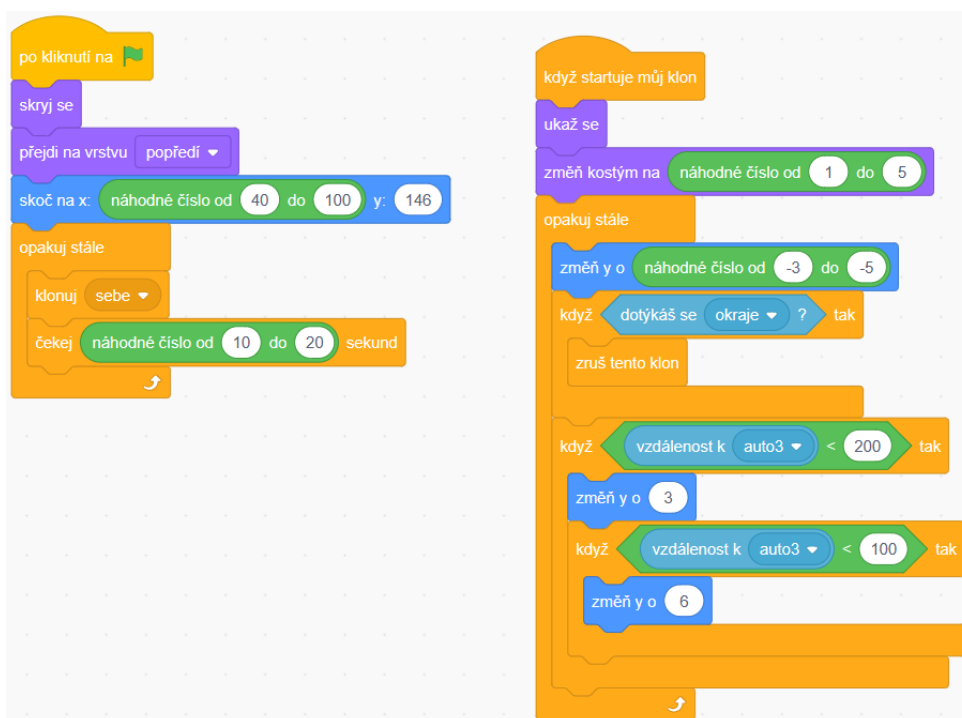 po kliknutí na
skryj se
přejdi na vrstvu popředí
skoč na x: náhodné číslo od 40 do 100 y: 146
opakuj stále
klonuj sebe
čekej náhodné číslo od 10 do 20 sekund
když startuje můj klon
ukaž se
změň kostým na náhodné číslo od 1 do 5
opakuj stále
změň y o náhodné číslo od -3 do -5
když dotýkáš se okraje ? tak
zruš tento klon
když vzdálenost k auto3 < 200 tak
změň y o 3
když vzdálenost k auto3 < 100 tak
změň y o 6